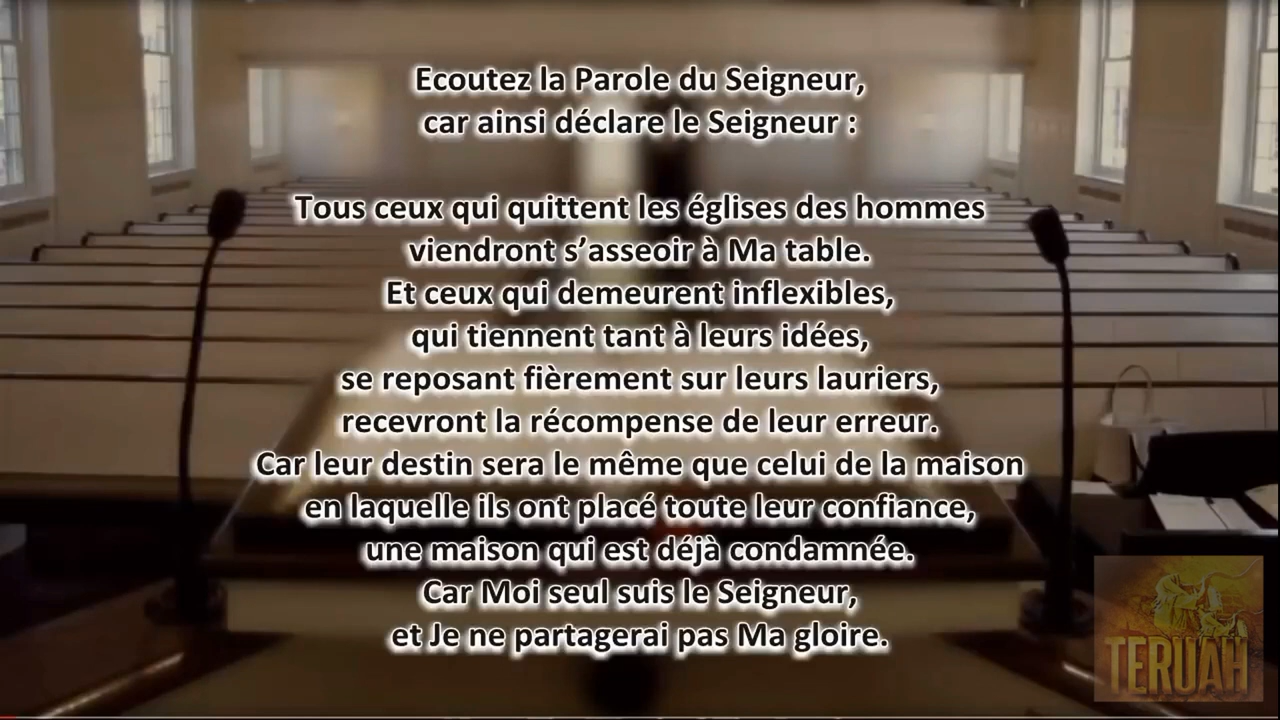 Ecoutez la Parole du Seigneur,
car ainsi déclare le Seigneur :
Tous ceux qui quittent les églises des hommes
viendront s’asseoir à Ma table.
Et ceux qui demeurent inflexibles,
qui tiennent tant à leurs idées,
se reposant fièrement sur leurs lauriers,
recevront la récompense de leur erreur.
Car leur destin sera le même que celui de la maison
en laquelle ils ont placé toute leur confiance,
une maison qui est déjà condamnée.
Car Moi seul suis le Seigneur,
et Je ne partagerai pas Ma gloire.
TERUAH